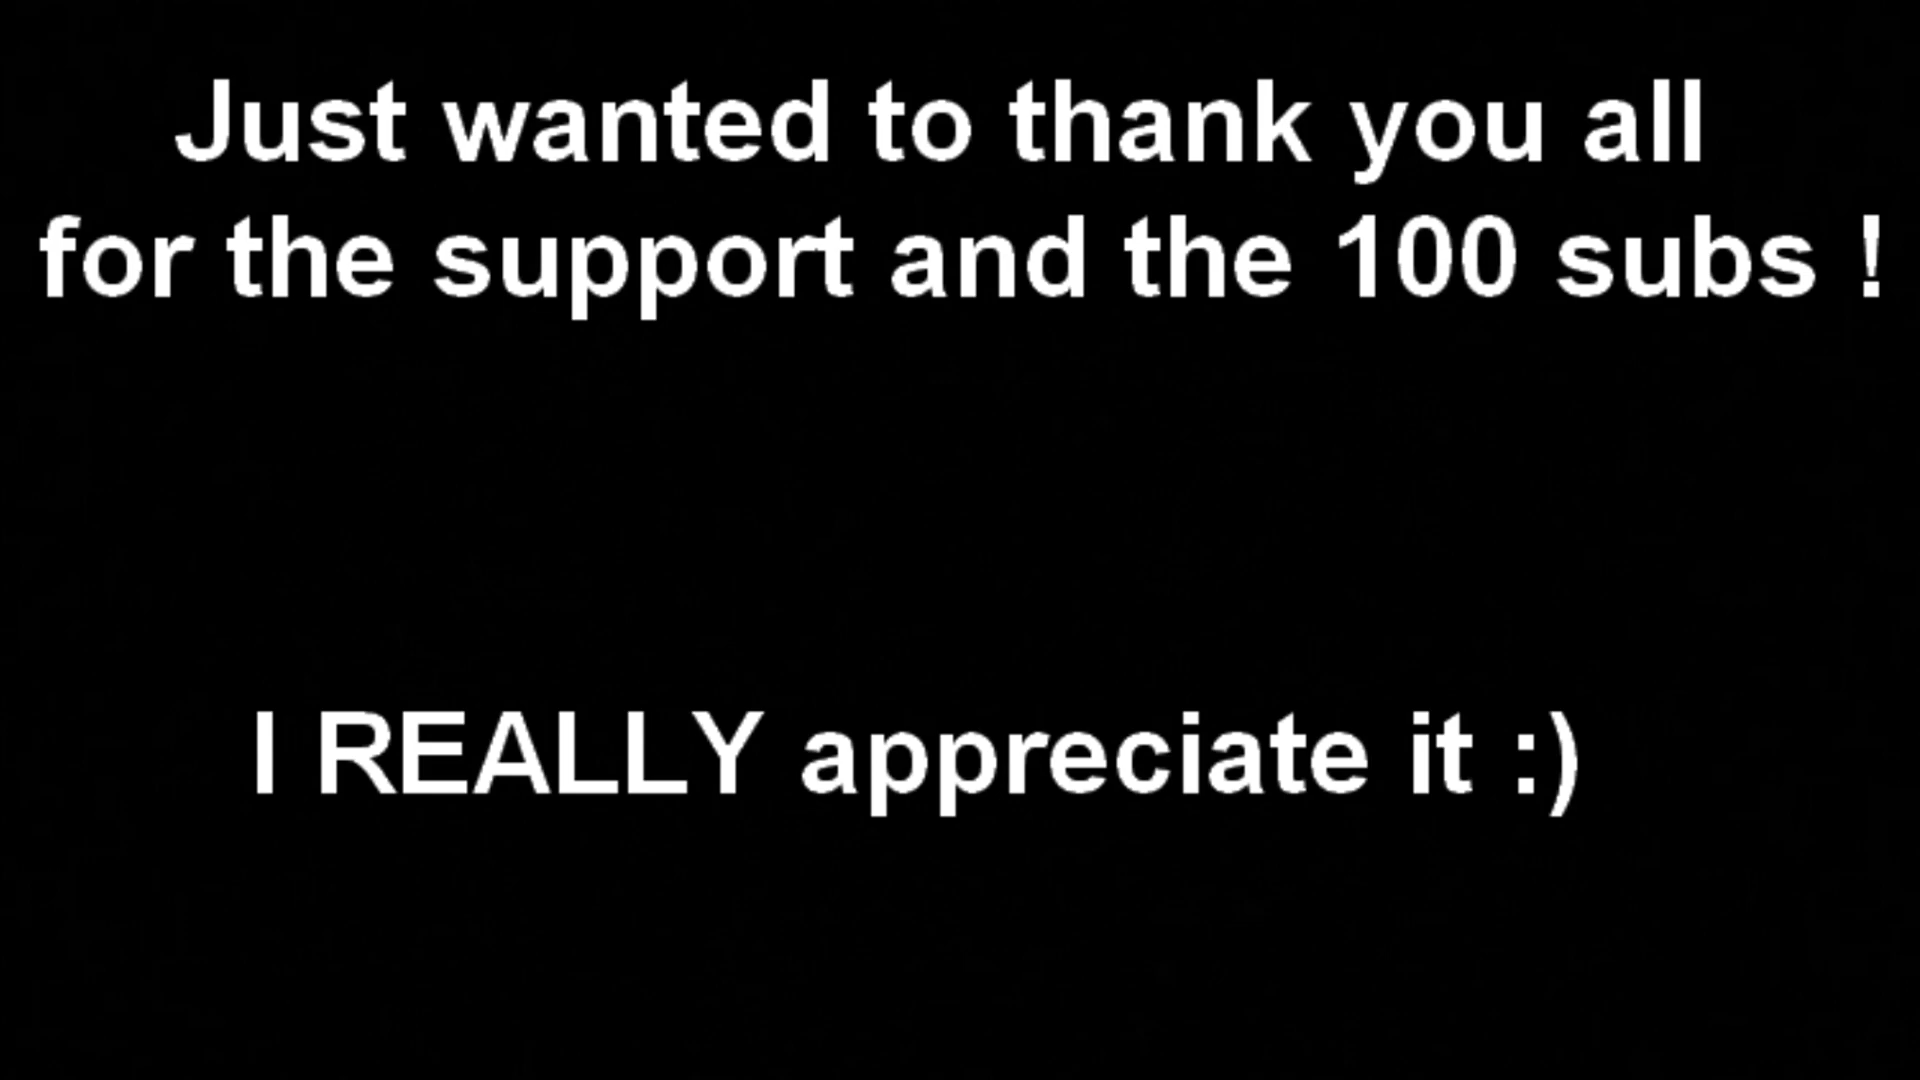 Just wanted to thank you all
for the support and the 100 subs !
I REALLY appreciate it :)